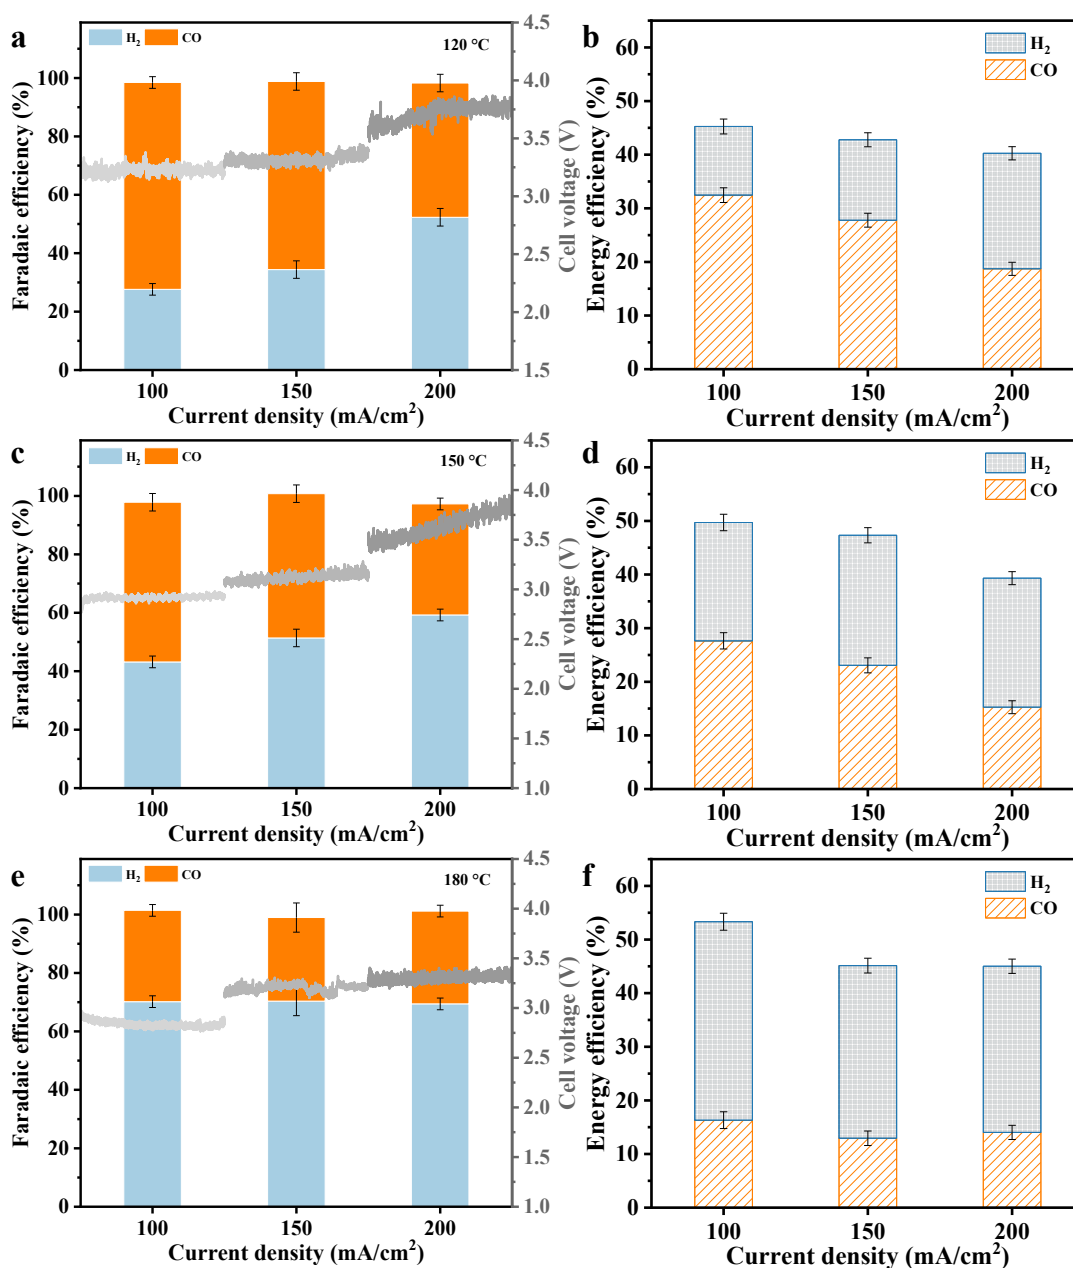 a
H₂ CO
120 °C
Faradaic efficiency (%)
0
20
40
60
80
100
Cell voltage (V)
1.5
2.0
2.5
3.0
3.5
4.0
4.5
100 150 200
Current density (mA/cm²)
b
H₂
CO
Energy efficiency (%)
0
10
20
30
40
50
60
100 150 200
Current density (mA/cm²)
c
H₂ CO
150 °C
Faradaic efficiency (%)
0
20
40
60
80
100
Cell voltage (V)
1.0
1.5
2.0
2.5
3.0
3.5
4.0
4.5
100 150 200
Current density (mA/cm²)
d
H₂
CO
Energy efficiency (%)
0
10
20
30
40
50
60
100 150 200
Current density (mA/cm²)
e
H₂ CO
180 °C
Faradaic efficiency (%)
0
20
40
60
80
100
Cell voltage (V)
1.0
1.5
2.0
2.5
3.0
3.5
4.0
4.5
100 150 200
Current density (mA/cm²)
f
H₂
CO
Energy efficiency (%)
0
10
20
30
40
50
60
100 150 200
Current density (mA/cm²)